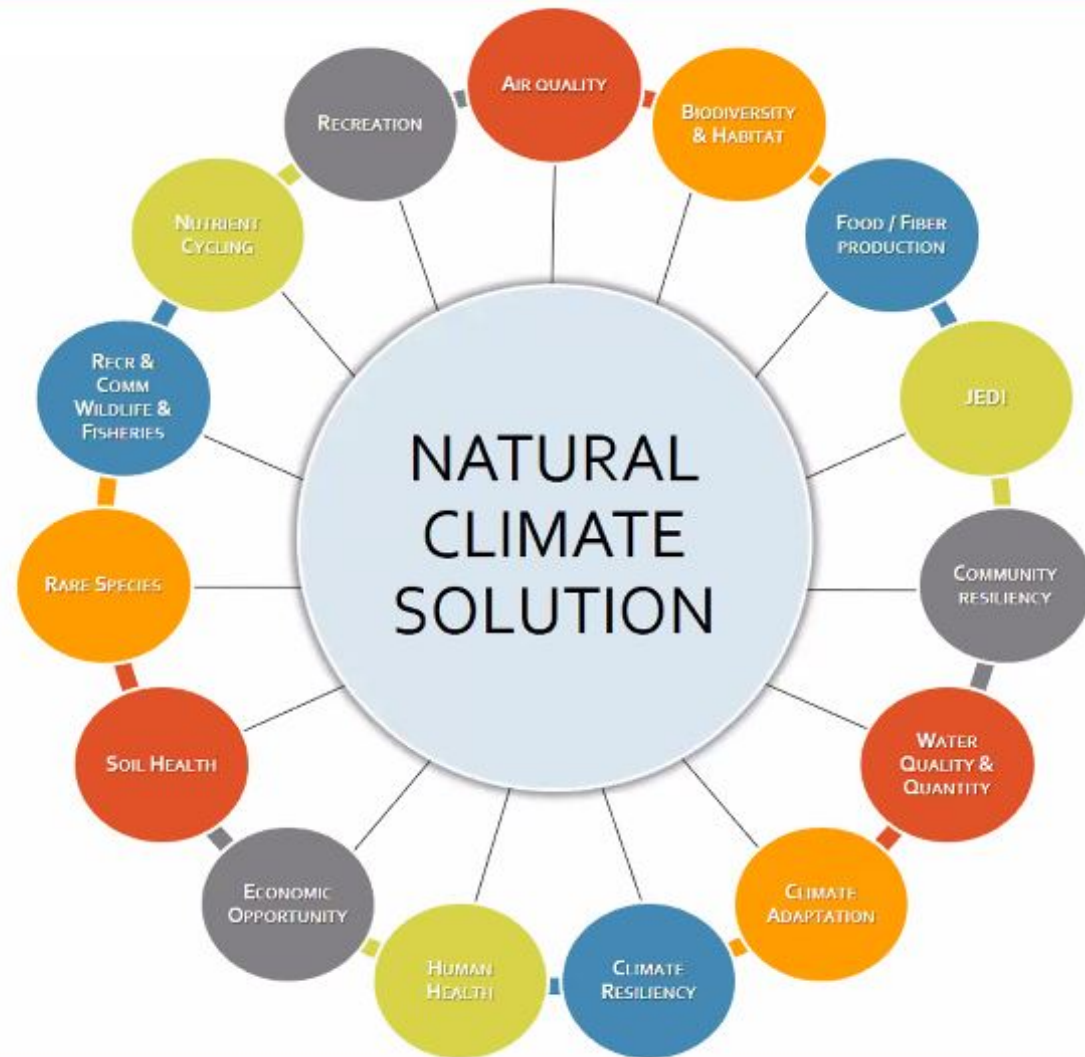 AIR QUALITY
BIODIVERSITY
& HABITAT
FOOD / FIBER
PRODUCTION
JEDI
COMMUNITY
RESILIENCY
WATER
QUALITY &
QUANTITY
CLIMATE
ADAPTATION
CLIMATE
RESILIENCY
HUMAN
HEALTH
ECONOMIC
OPPORTUNITY
SOIL HEALTH
RARE SPECIES
RECR &
COMM
WILDLIFE &
FISHERIES
NUTRIENT
CYCLING
RECREATION
NATURAL
CLIMATE
SOLUTION